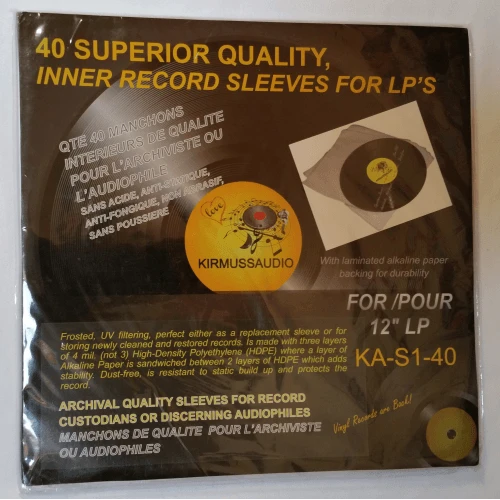 40 SUPERIOR QUALITY,
INNER RECORD SLEEVES FOR LP'S
QTE 40 MANCHONS
INTERIEURS DE QUALITE
POUR L'ARCHIVISTE OU
L'AUDIOPHILE
SANS ACIDE, ANTI-STATIQUE,
ANTI-FONGIQUE, NON ABRASIF,
SANS POUSSIERE
love
KIRMUSSAUDIO
With laminated alkaline paper
backing for durability
FOR /POUR
12" LP
KA-S1-40
Frosted, UV filtering, perfect either as a replacement sleeve or for
storing newly cleaned and restored records. Is made with three layers
of 4 mil. (not 3) High-Density Polyethylene (HDPE) where a layer of
Alkaline Paper is sandwiched between 2 layers of HDPE which adds
stability. Dust-free, is resistant to static build up and protects the
record.
ARCHIVAL QUALITY SLEEVES FOR RECORD
CUSTODIANS OR DISCERNING AUDIOPHILES
MANCHONS DE QUALITE POUR L'ARCHIVISTE
OU AUDIOPHILES
Vinyl Records are Back!